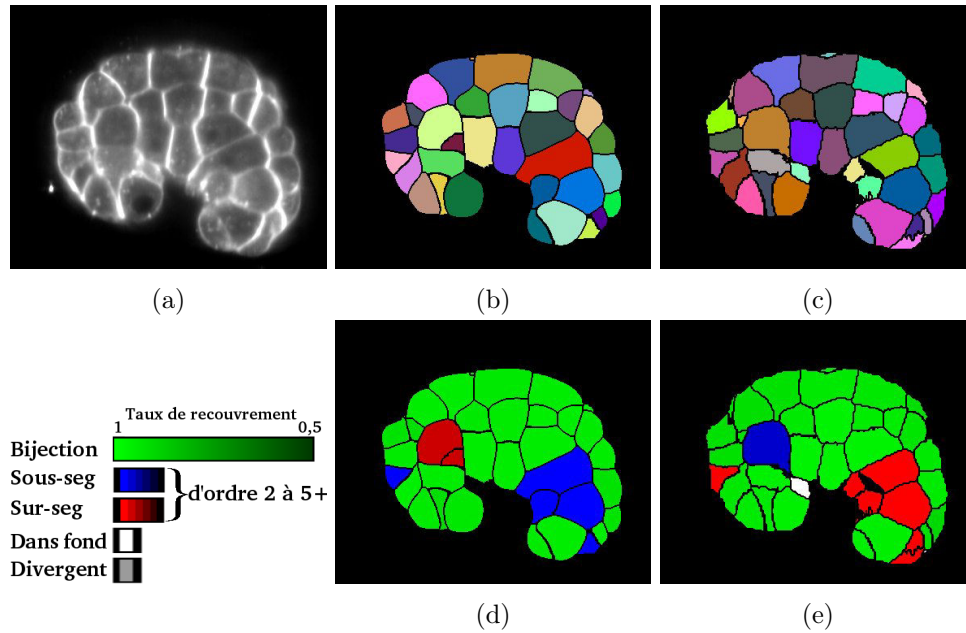 (a)
(b)
(c)
Taux de recouvrement
1
0,5
Bijection
Sous-seg
d'ordre 2 à 5+
Sur-seg
Dans fond
Divergent
(d)
(e)